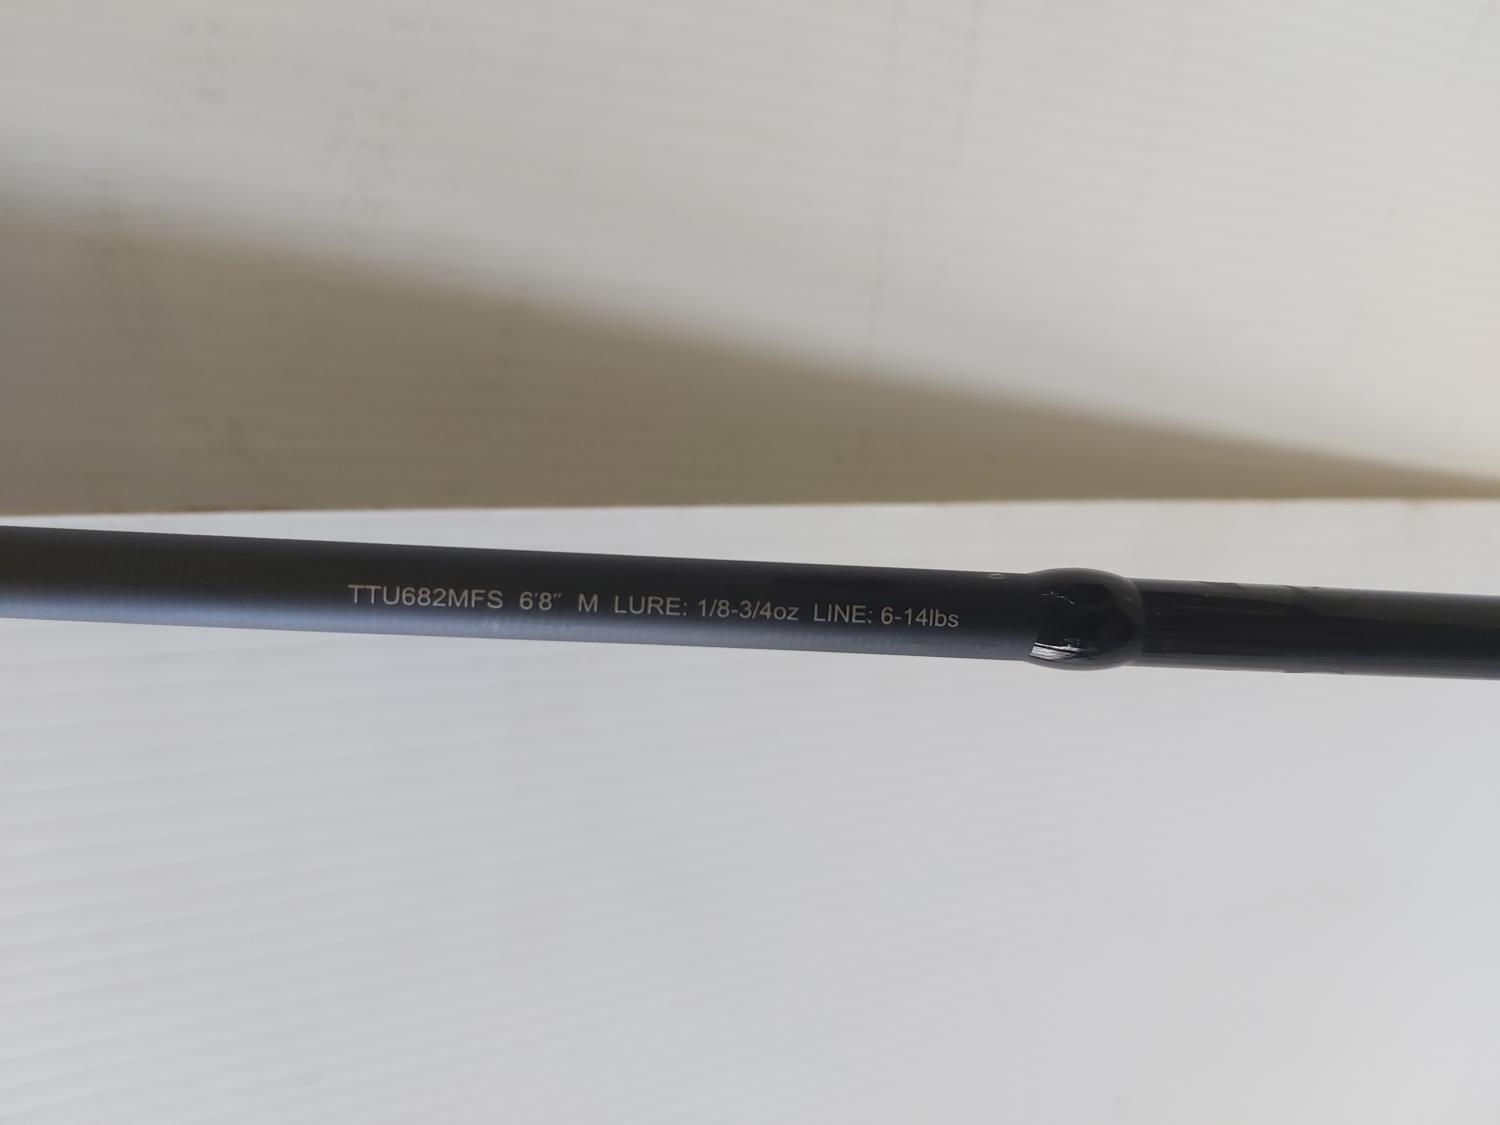 TTU682MFS 6'8" M LURE: 1/8-3/4oz LINE: 6-14lbs